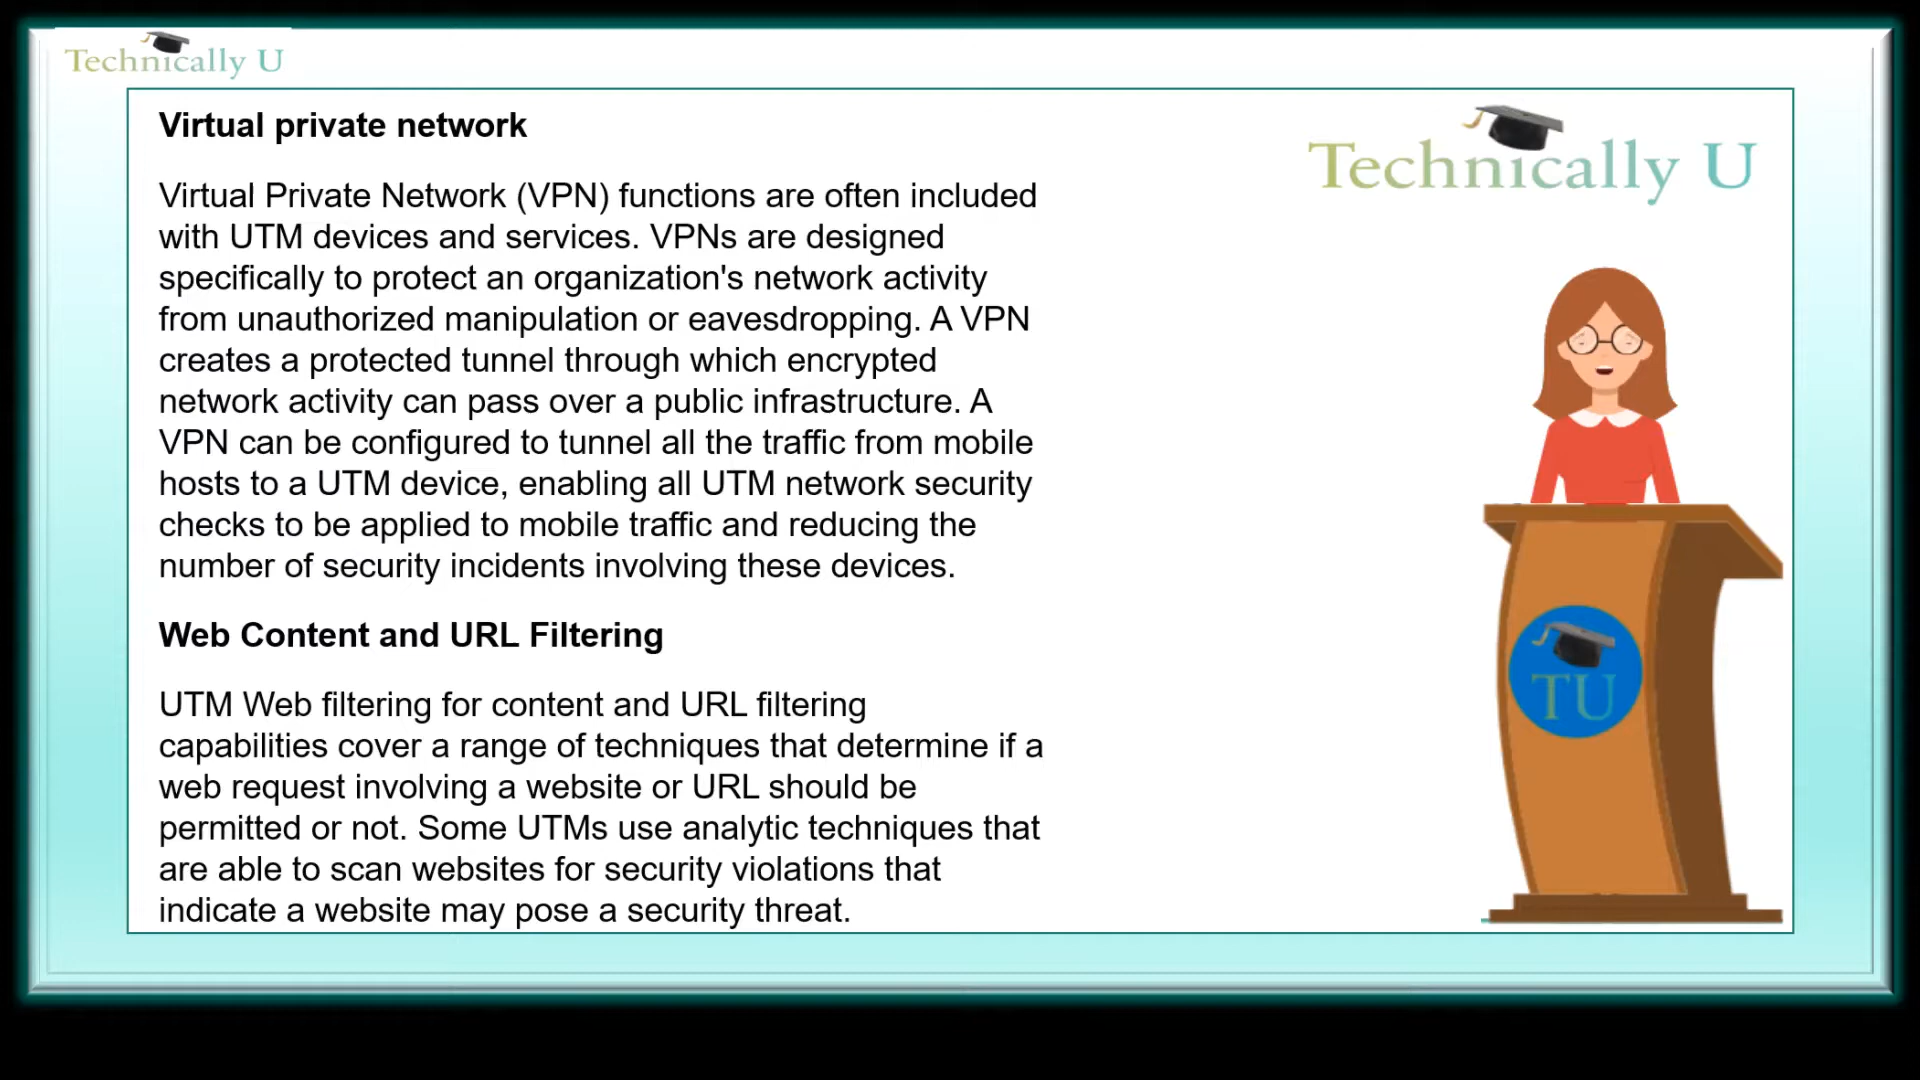 Technically U
Technically U
Virtual private network
Virtual Private Network (VPN) functions are often included
with UTM devices and services. VPNs are designed
specifically to protect an organization's network activity
from unauthorized manipulation or eavesdropping. A VPN
creates a protected tunnel through which encrypted
network activity can pass over a public infrastructure. A
VPN can be configured to tunnel all the traffic from mobile
hosts to a UTM device, enabling all UTM network security
checks to be applied to mobile traffic and reducing the
number of security incidents involving these devices.
Web Content and URL Filtering
UTM Web filtering for content and URL filtering
capabilities cover a range of techniques that determine if a
web request involving a website or URL should be
permitted or not. Some UTMs use analytic techniques that
are able to scan websites for security violations that
indicate a website may pose a security threat.
TU